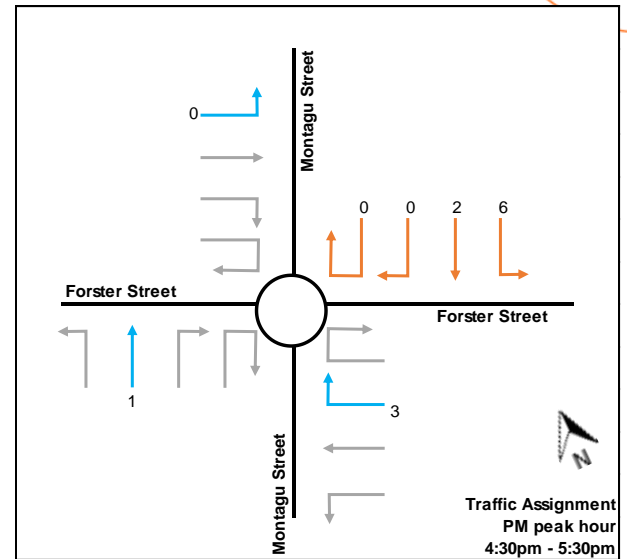 Montagu Street
0
0 0 2 6
Forster Street
Forster Street
1
3
Montagu Street
N
Traffic Assignment
PM peak hour
4:30pm - 5:30pm